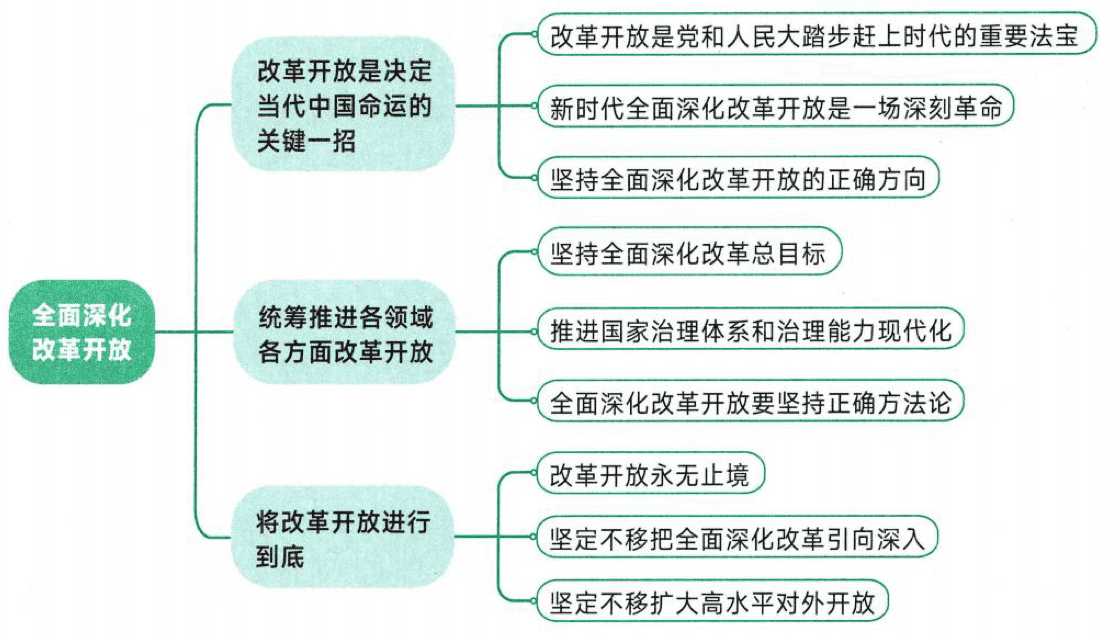 全面深化
改革开放
改革开放是决定
当代中国命运的
关键一招
改革开放是党和人民大踏步赶上时代的重要法宝
新时代全面深化改革开放是一场深刻革命
坚持全面深化改革开放的正确方向
统筹推进各领域
各方面改革开放
坚持全面深化改革总目标
推进国家治理体系和治理能力现代化
全面深化改革开放要坚持正确方法论
将改革开放进行
到底
改革开放永无止境
坚定不移把全面深化改革引向深入
坚定不移扩大高水平对外开放